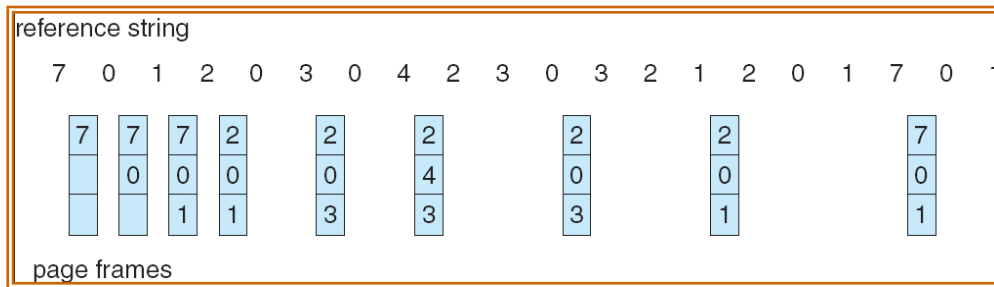 reference string
7 0 1 2 0 3 0 4 2 3 0 3 2 1 2 0 1 7 0
7 7 7 2 2 2 2 2 7
0 0 0 0 4 0 0 0
1 1 3 3 3 1 1
page frames